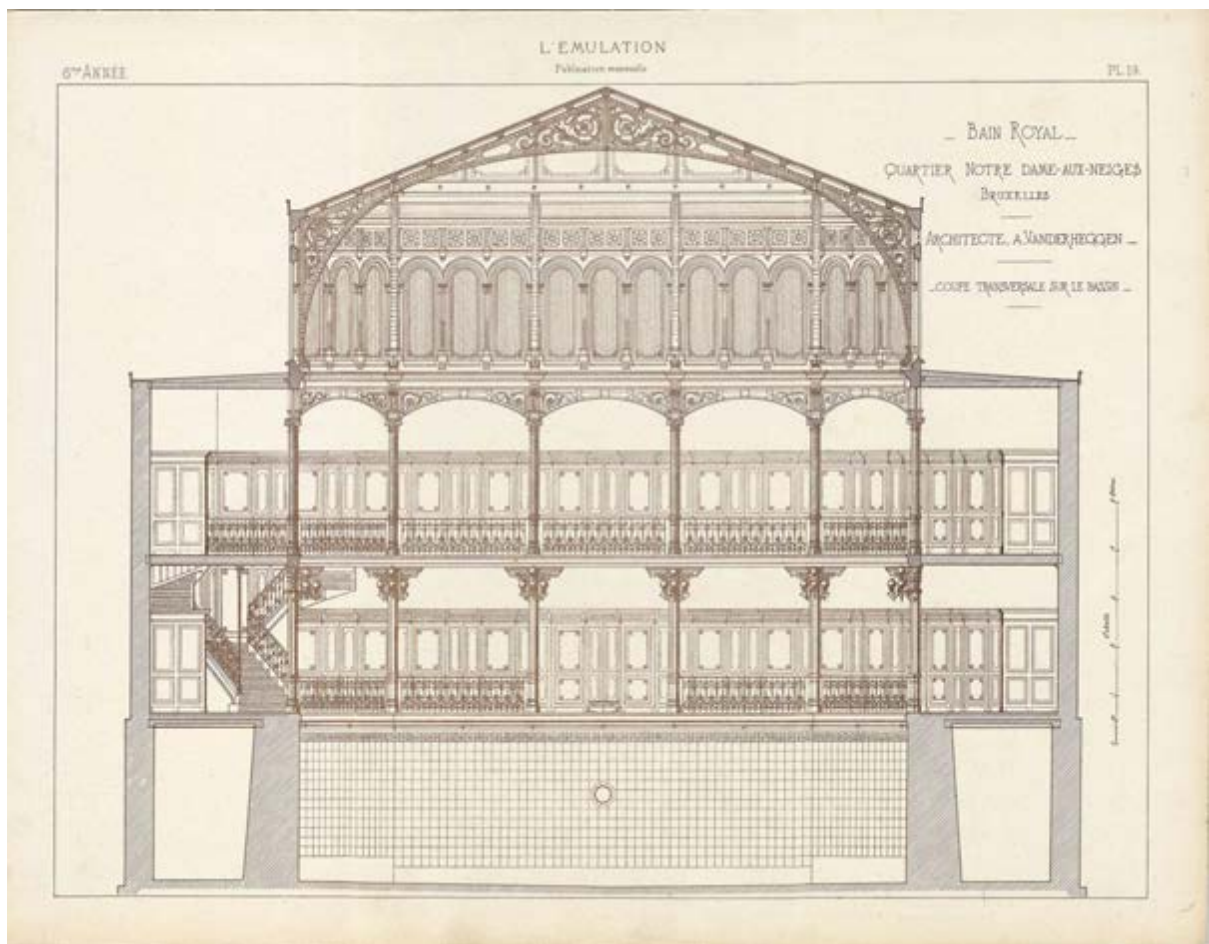 L'EMULATION
Publication mensuelle
6me ANNÉE
PL. 19.
_ BAIN ROYAL _
QUARTIER NOTRE DAME-AUX-NEIGES
BRUXELLES
ARCHITECTE, A. VANDERHEGGEN _
_ COUPE TRANSVERSALE SUR LE BASSIN _